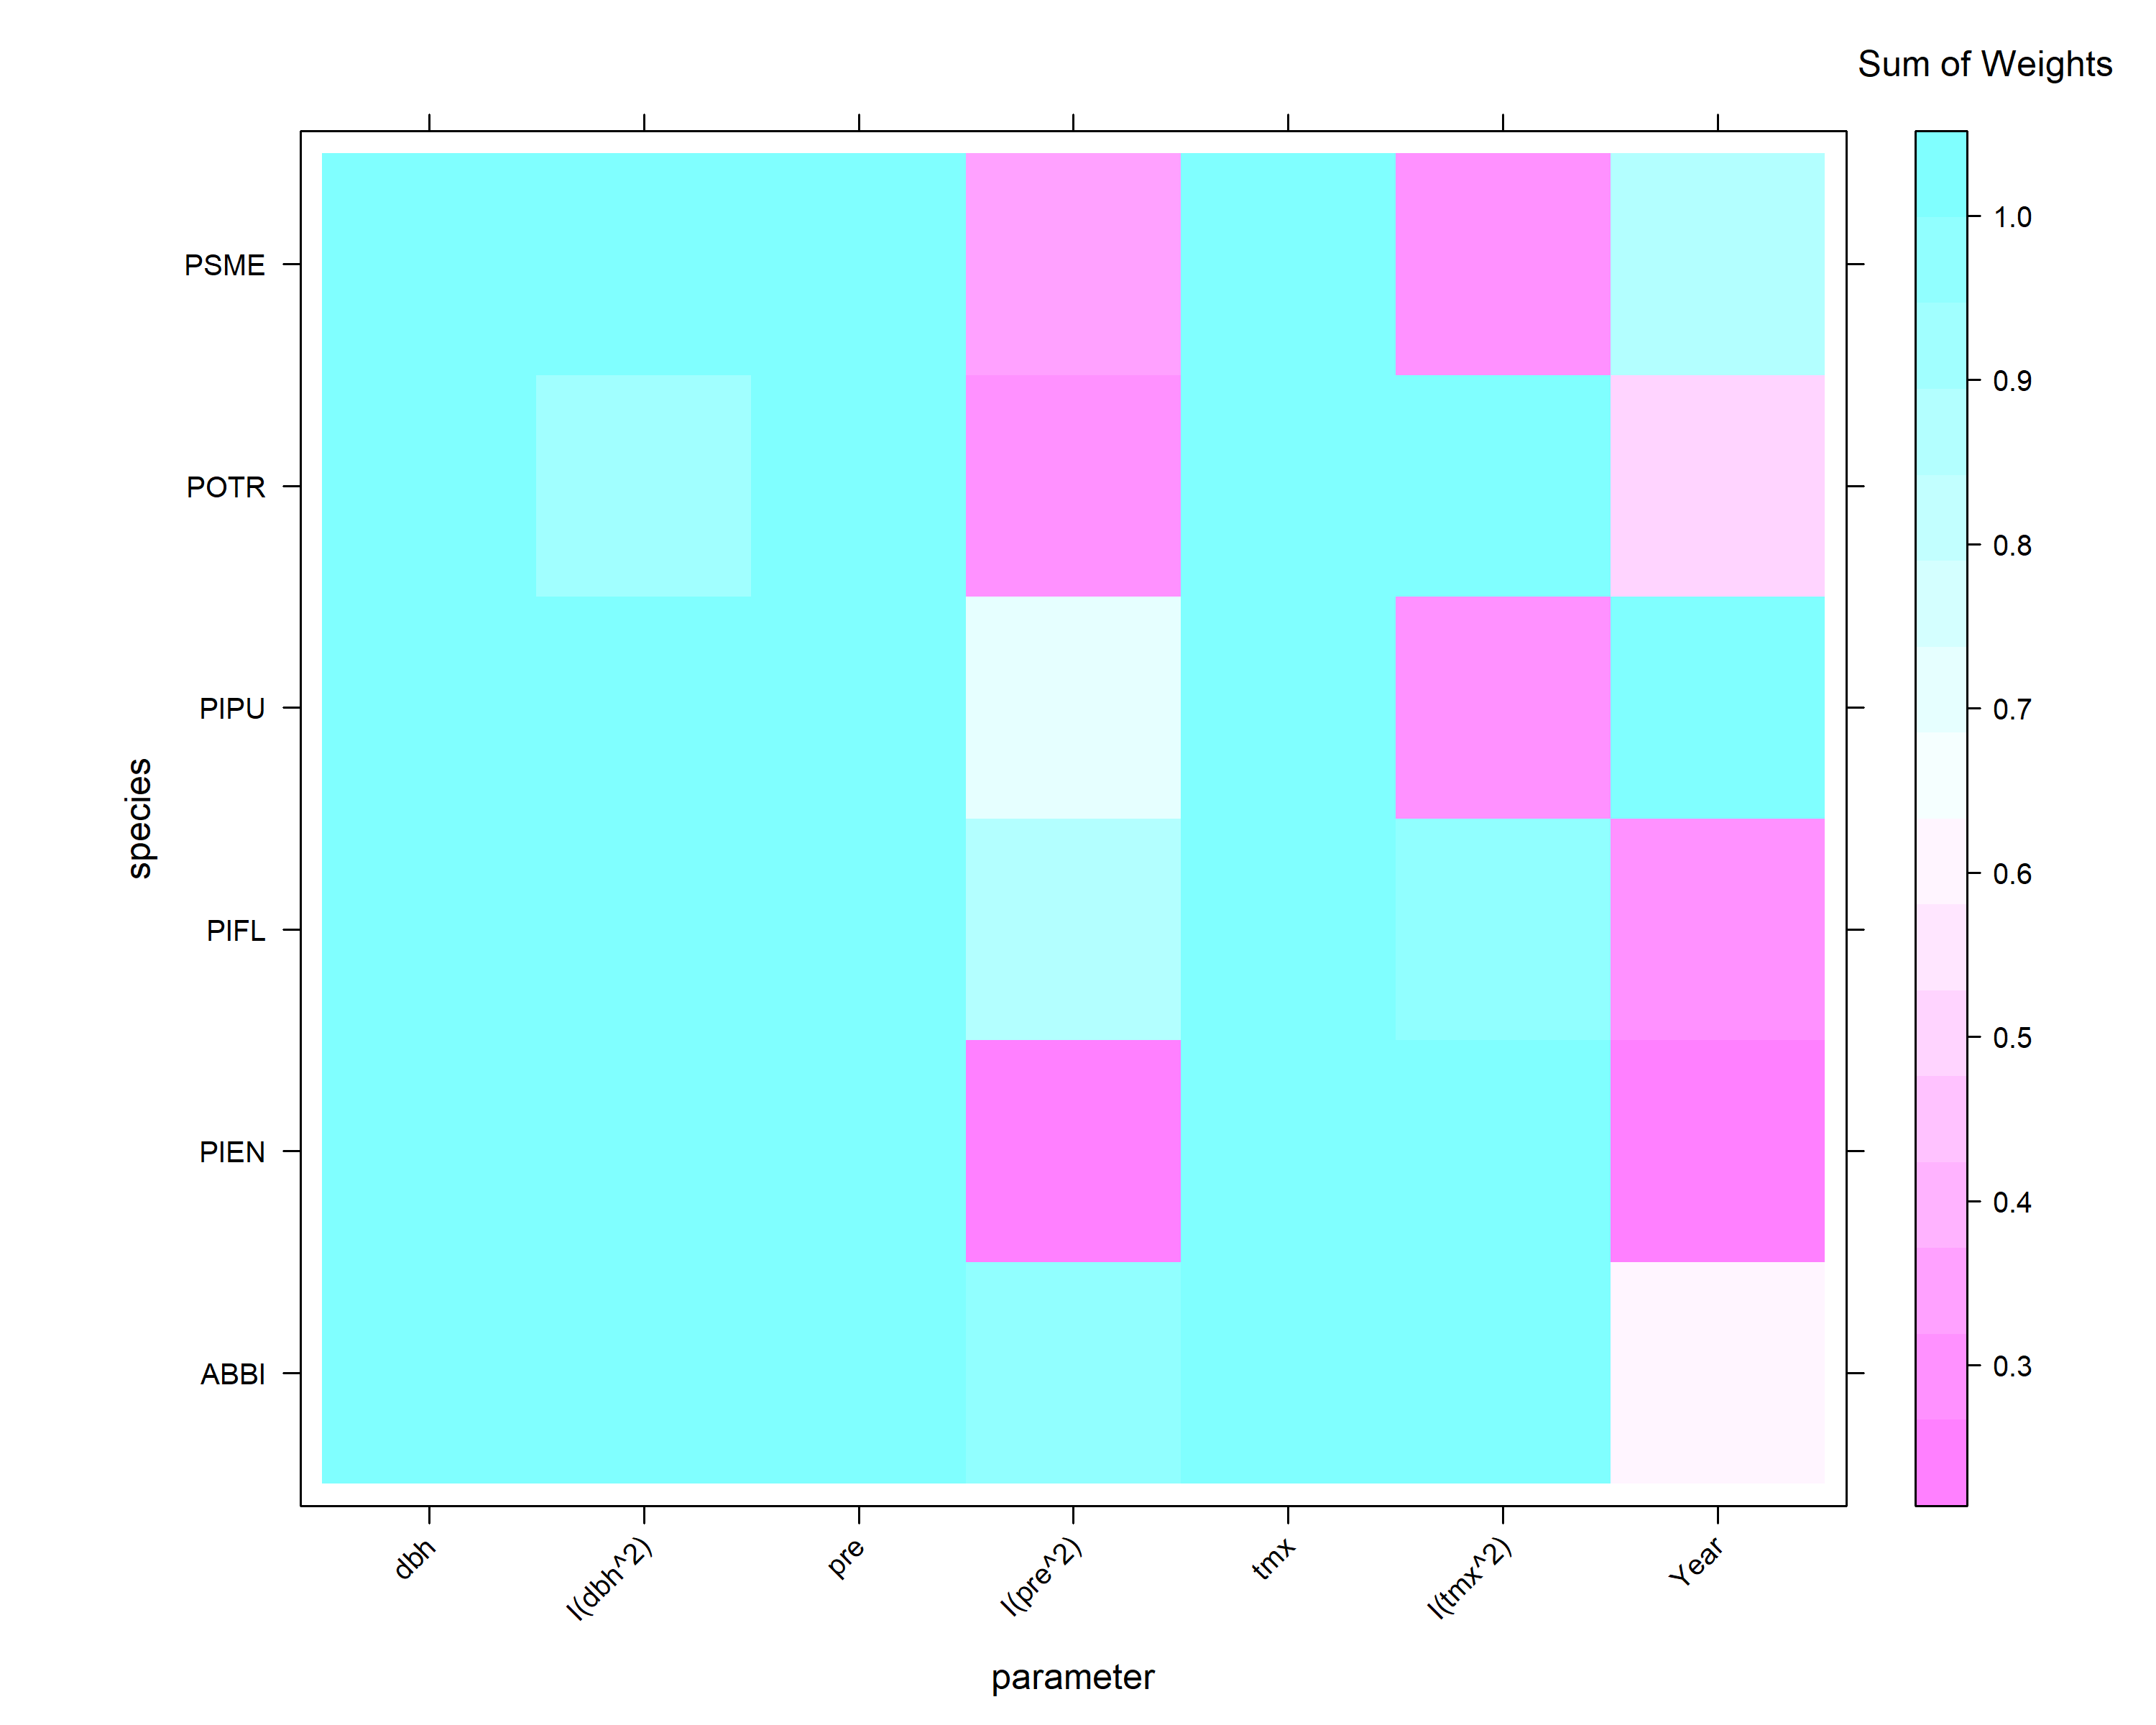 Sum of Weights
1.0
0.9
0.8
0.7
0.6
0.5
0.4
0.3
species
PSME
POTR
PIPU
PIFL
PIEN
ABBI
dbh
I(dbh^2)
pre
I(pre^2)
tmx
I(tmx^2)
Year
parameter